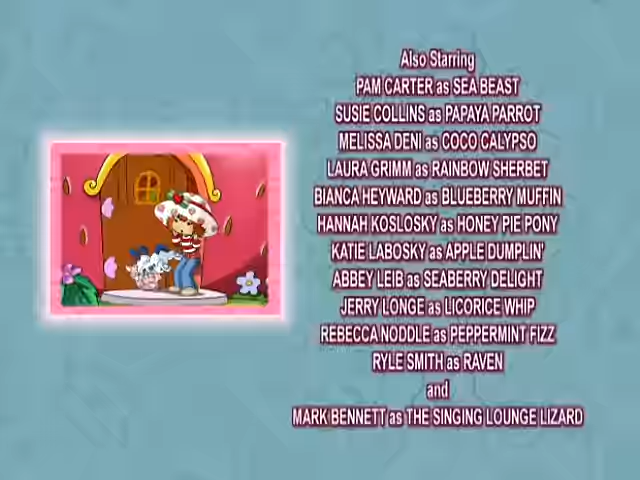 Also Starring
PAM CARTER as SEA BEAST
SUSIE COLLINS as PAPAYA PARROT
MELISSA DENI as COCO CALYPSO
LAURA GRIMM as RAINBOW SHERBET
BIANCA HEYWARD as BLUEBERRY MUFFIN
HANNAH KOSLOSKY as HONEY PIE PONY
KATIE LABOSKY as APPLE DUMPLIN'
ABBEY LEIB as SEABERRY DELIGHT
JERRY LONGE as LICORICE WHIP
REBECCA NODDLE as PEPPERMINT FIZZ
RYLE SMITH as RAVEN
and
MARK BENNETT as THE SINGING LOUNGE LIZARD